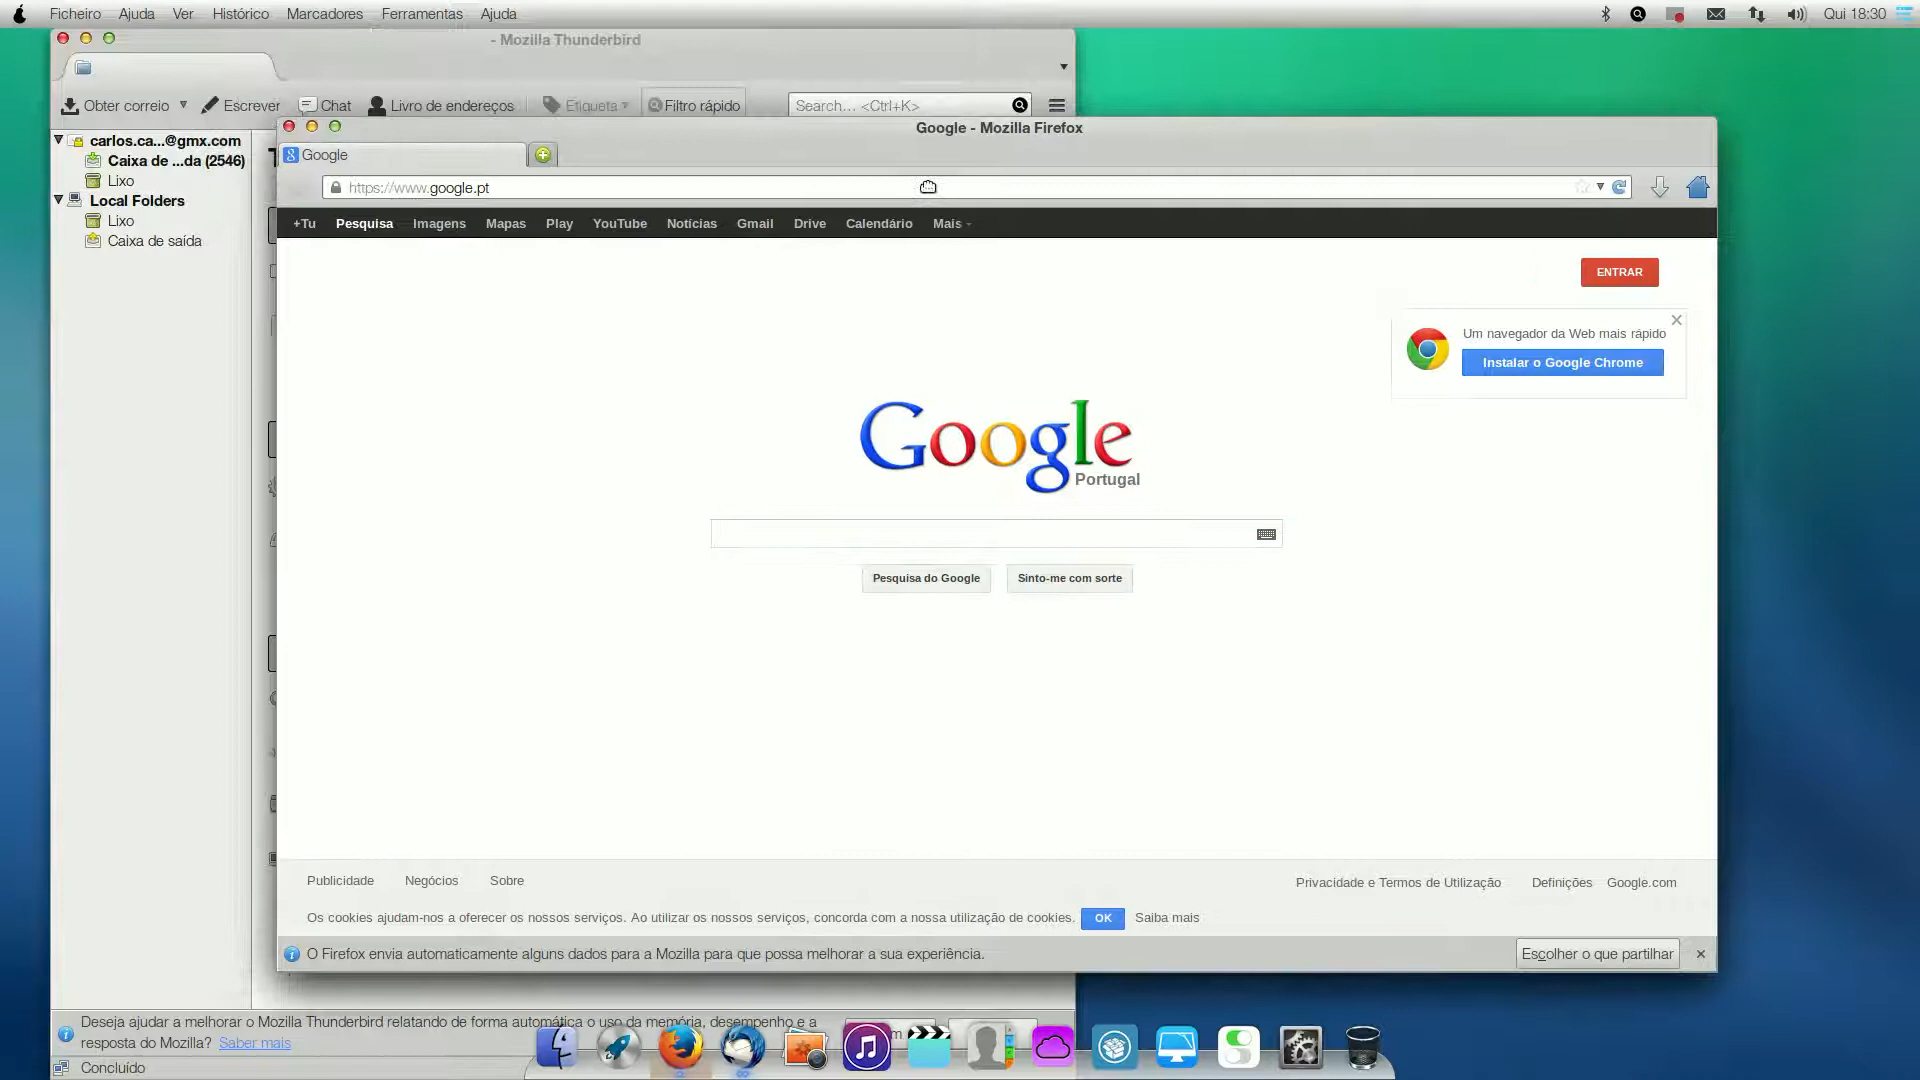 Ficheiro Ajuda Ver Histórico Marcadores Ferramentas Ajuda Qui 18:30
- Mozilla Thunderbird
Obter correio Escrever Chat Livro de endereços Etiqueta Filtro rápido Search... <Ctrl+K>
carlos.ca...@gmx.com
Caixa de ...da (2546)
Lixo
Local Folders
Lixo
Caixa de saída
Google - Mozilla Firefox
Google
https://www.google.pt
+Tu Pesquisa Imagens Mapas Play YouTube Notícias Gmail Drive Calendário Mais
ENTRAR
Um navegador da Web mais rápido
Instalar o Google Chrome
Google
Portugal
Pesquisa do Google Sinto-me com sorte
Publicidade Negócios Sobre Privacidade e Termos de Utilização Definições Google.com
Os cookies ajudam-nos a oferecer os nossos serviços. Ao utilizar os nossos serviços, concorda com a nossa utilização de cookies. OK Saiba mais
O Firefox envia automaticamente alguns dados para a Mozilla para que possa melhorar a sua experiência. Escolher o que partilhar
Deseja ajudar a melhorar o Mozilla Thunderbird relatando de forma automática o uso da memória, desempenho e a
resposta do Mozilla? Saber mais
Concluído